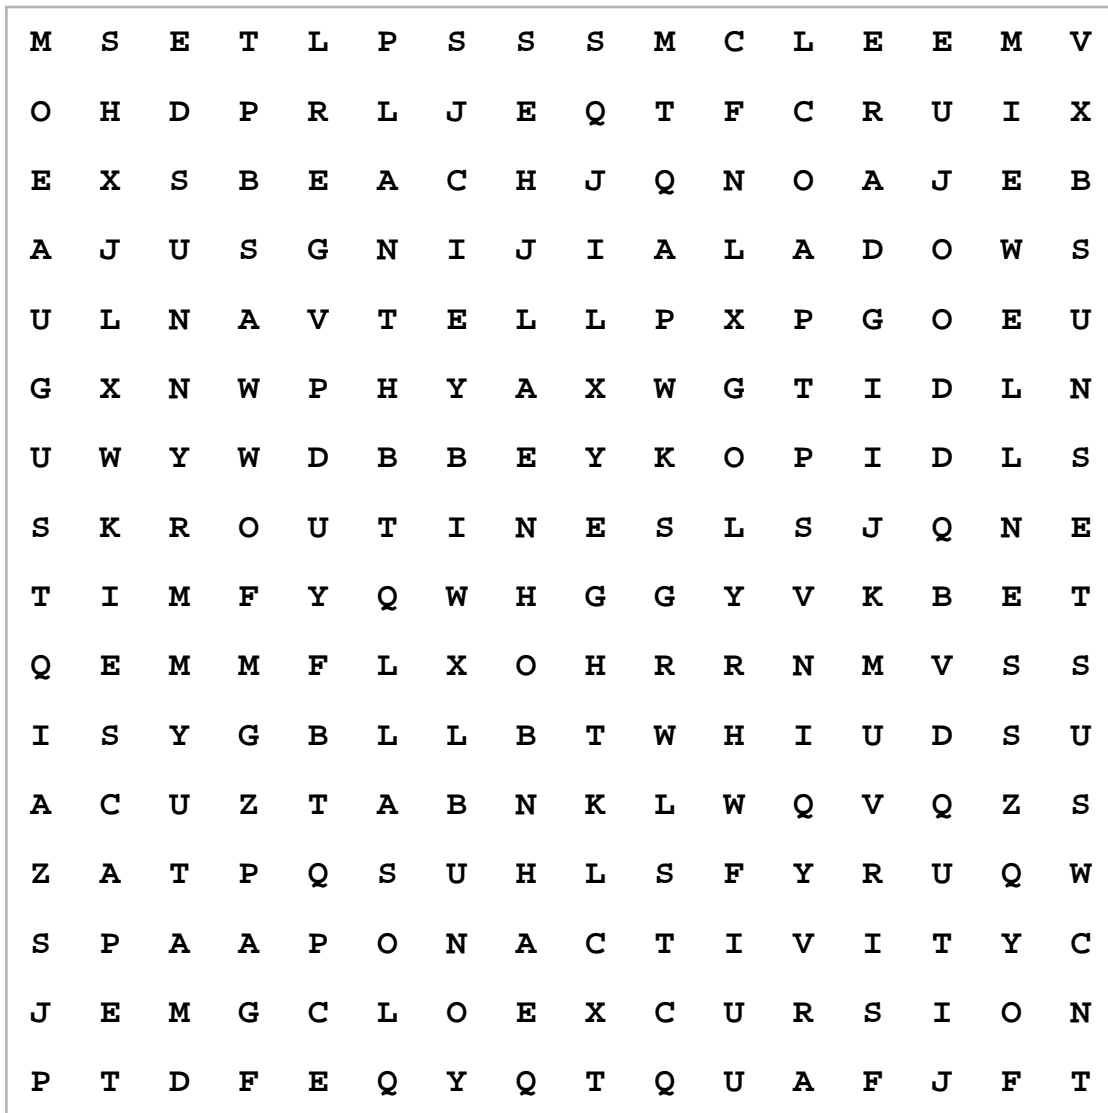 M S E T L P S S S M C L E E M V
O H D P R L J E Q T F C R U I X
E X S B E A C H J Q N O A J E B
A J U S G N I J I A L A D O W S
U L N A V T E L L P X P G O E U
G X N W P H Y A X W G T I D L N
U W Y W D B B E Y K O P I D L S
S K R O U T I N E S L S J Q N E
T I M F Y Q W H G G Y V K B E T
Q E M M F L X O H R R N M V S S
I S Y G B L L B T W H I U D S U
A C U Z T A B N K L W Q V Q Z S
Z A T P Q S U H L S F Y R U Q W
S P A A P O N A C T I V I T Y C
J E M G C L O E X C U R S I O N
P T D F E Q Y Q T Q U A F J F T